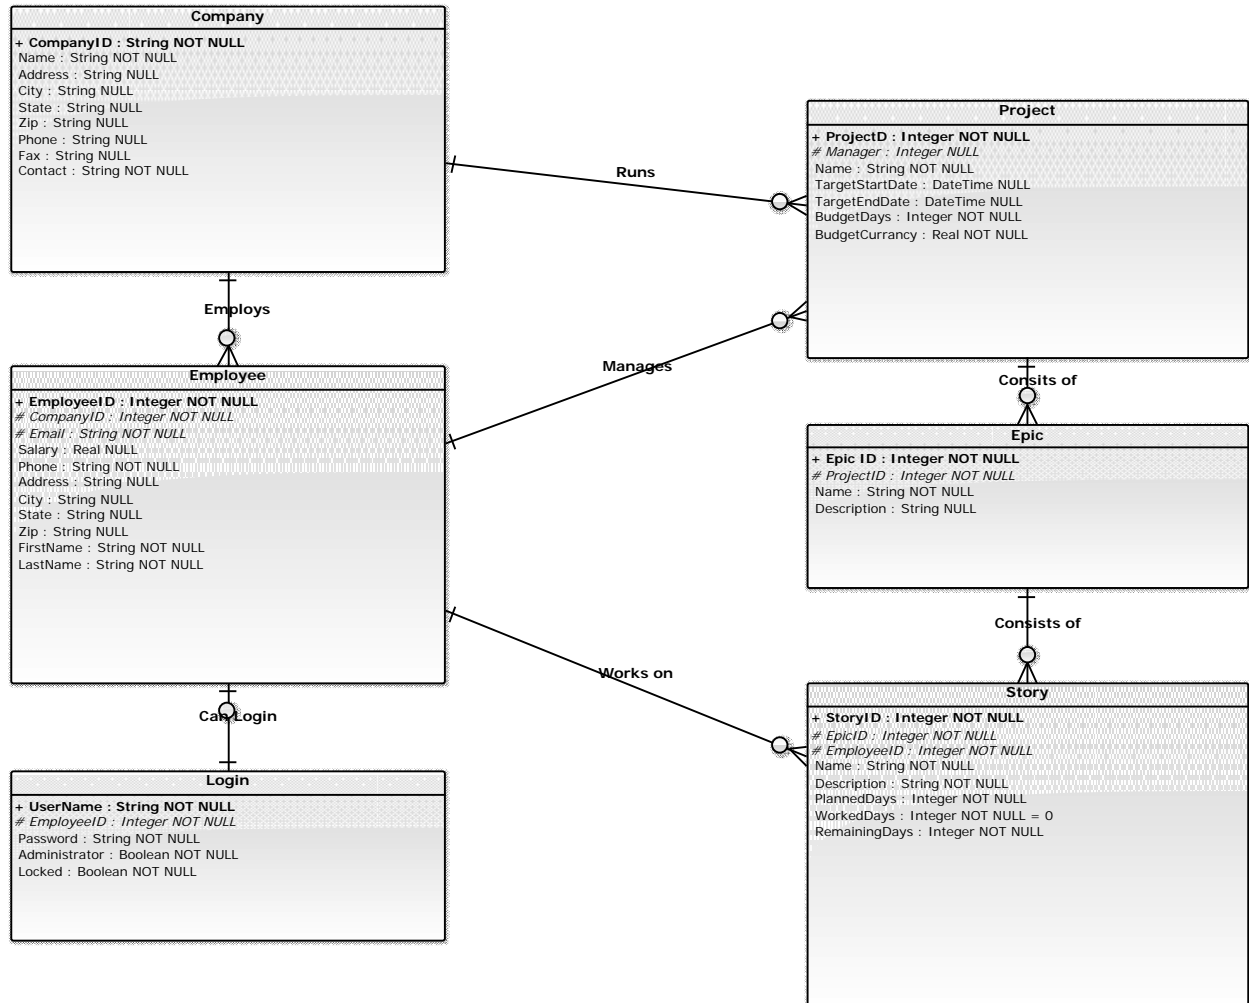 Company
+ CompanyID : String NOT NULL
Name : String NOT NULL
Address : String NULL
City : String NULL
State : String NULL
Zip : String NULL
Phone : String NULL
Fax : String NULL
Contact : String NOT NULL
Runs
Project
+ ProjectD : Integer NOT NULL
# Manager : Integer NULL
Name : String NOT NULL
TargetStartDate : DateTime NULL
TargetEndDate : DateTime NULL
BudgetDays : Integer NOT NULL
BudgetCurrancy : Real NOT NULL
Employs
Manages
Employee
+ EmployeeID : Integer NOT NULL
# CompanyID : Integer NOT NULL
# Email : String NOT NULL
Salary : Real NULL
Phone : String NOT NULL
Address : String NULL
City : String NULL
State : String NULL
Zip : String NULL
FirstName : String NOT NULL
LastName : String NOT NULL
Consits of
Epic
+ Epic ID : Integer NOT NULL
# ProjectID : Integer NOT NULL
Name : String NOT NULL
Description : String NULL
Consists of
Works on
Can Login
Login
+ UserName : String NOT NULL
# EmployeeID : Integer NOT NULL
Password : String NOT NULL
Administrator : Boolean NOT NULL
Locked : Boolean NOT NULL
Story
+ StoryID : Integer NOT NULL
# EpicID : Integer NOT NULL
# EmployeeID : Integer NOT NULL
Name : String NOT NULL
Description : String NOT NULL
PlannedDays : Integer NOT NULL
WorkedDays : Integer NOT NULL = 0
RemainingDays : Integer NOT NULL